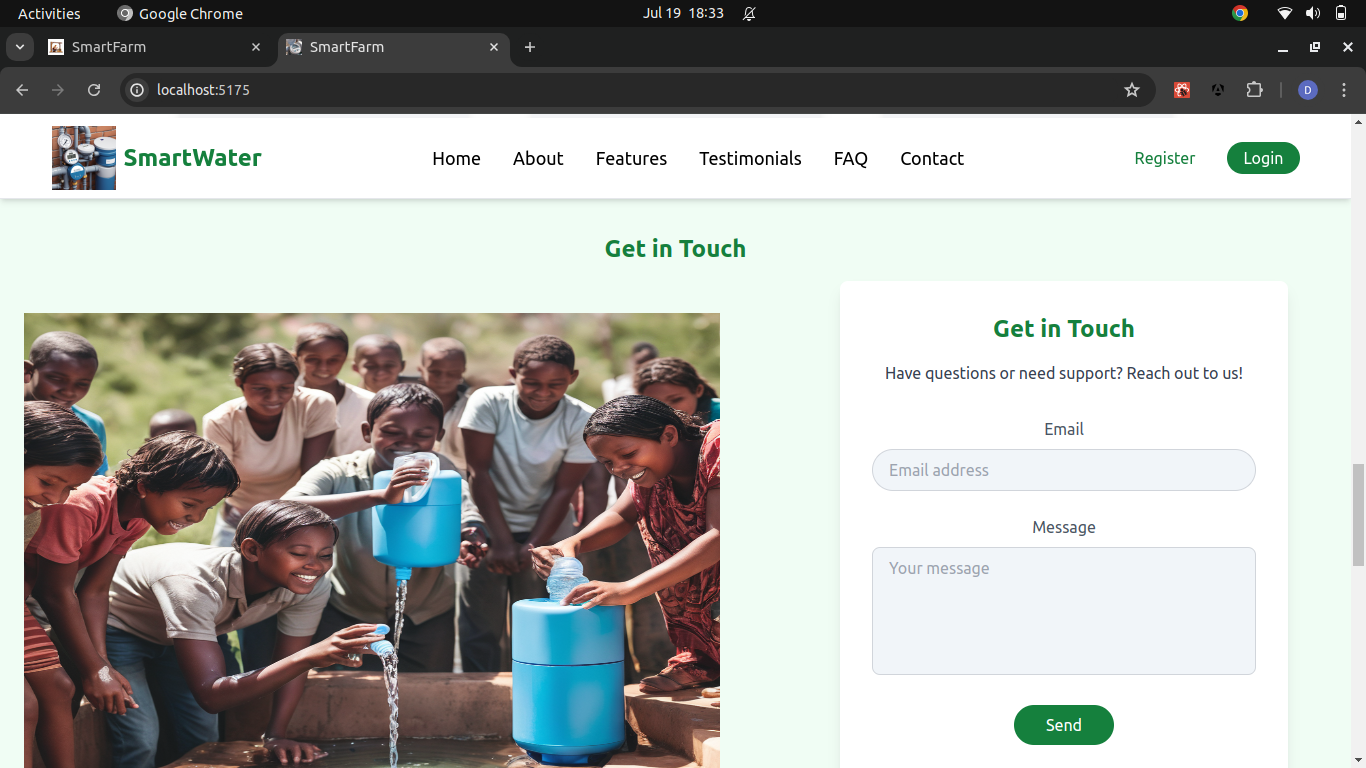 Activities Google Chrome Jul 19 18:33
SmartFarm SmartFarm
localhost:5175 D
SmartWater Home About Features Testimonials FAQ Contact Register Login
Get in Touch
Get in Touch
Have questions or need support? Reach out to us!
Email
Email address
Message
Your message
Send